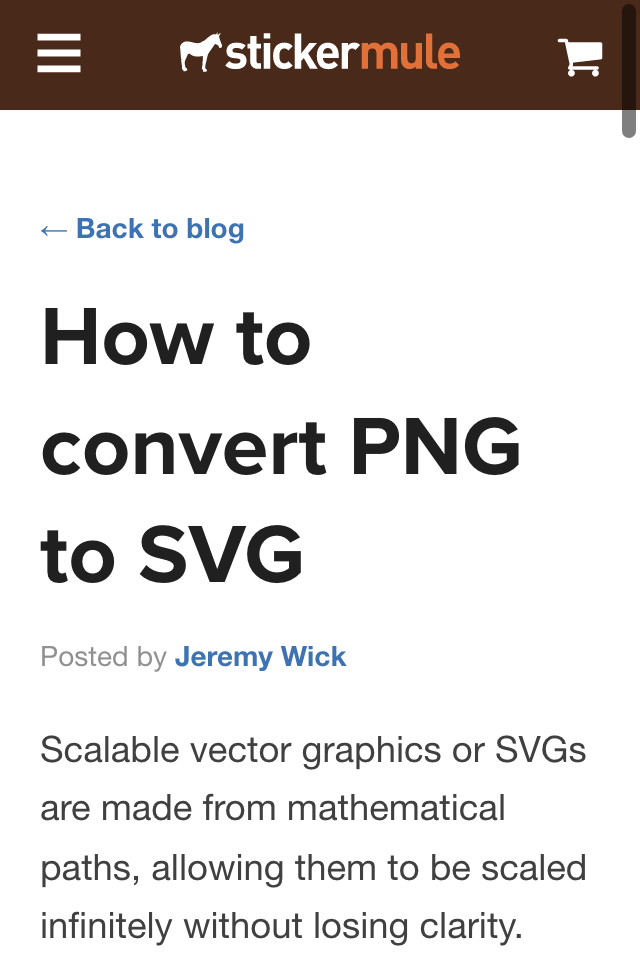 stickermule
← Back to blog
How to
convert PNG
to SVG
Posted by Jeremy Wick
Scalable vector graphics or SVGs
are made from mathematical
paths, allowing them to be scaled
infinitely without losing clarity.